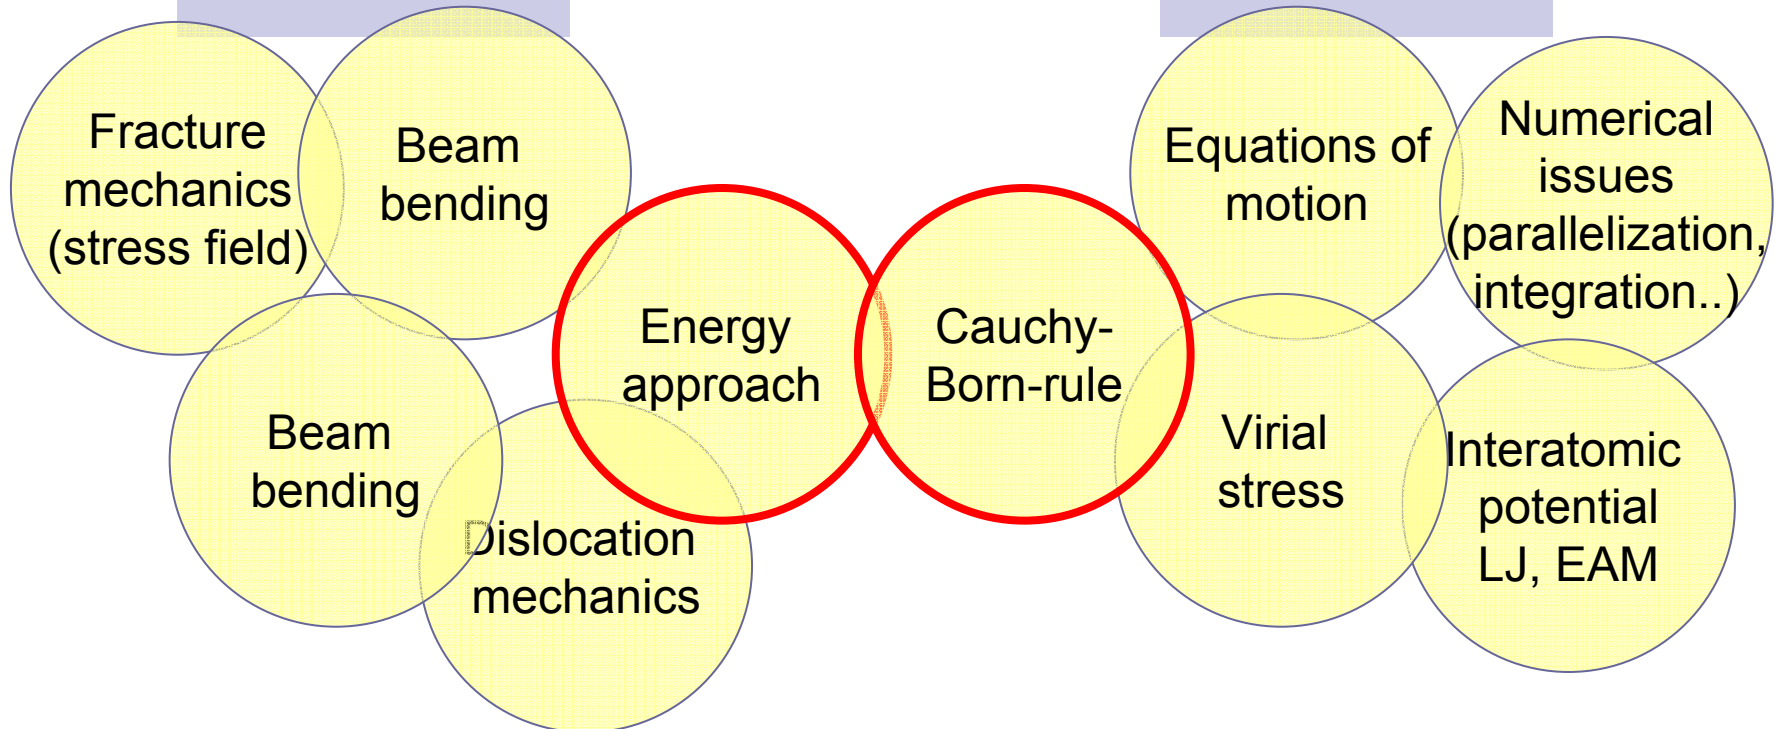 Fracture
mechanics
(stress field)
Beam
bending
Beam
bending
Dislocation
mechanics
Energy
approach
Cauchy-
Born-rule
Equations of
motion
Numerical
issues
(parallelization,
integration..)
Virial
stress
Interatomic
potential
LJ, EAM